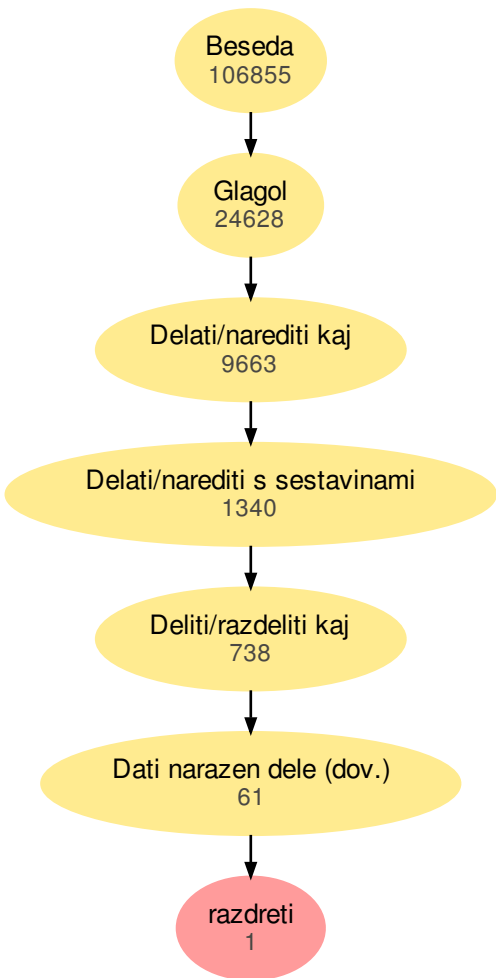 Beseda
106855
Glagol
24628
Delati/narediti kaj
9663
Delati/narediti s sestavinami
1340
Deliti/razdeliti kaj
738
Dati narazen dele (dov.)
61
razdreti
1